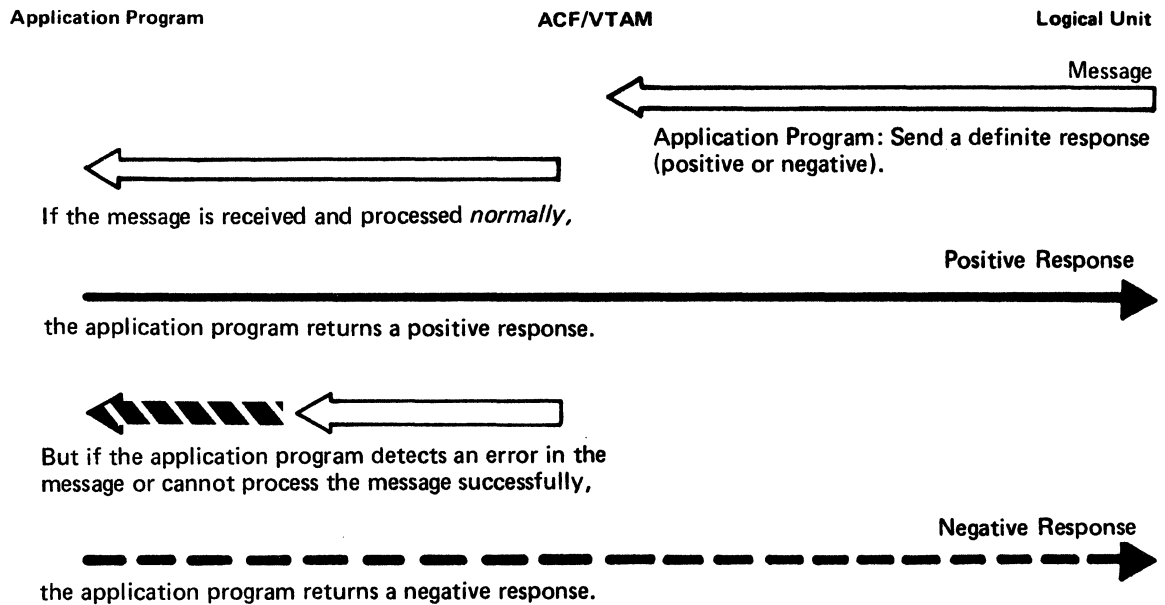 Application Program ACF/VTAM Logical Unit
Message
Application Program: Send a definite response
(positive or negative).
If the message is received and processed normally,
Positive Response
the application program returns a positive response.
But if the application program detects an error in the
message or cannot process the message successfully,
Negative Response
the application program returns a negative response.